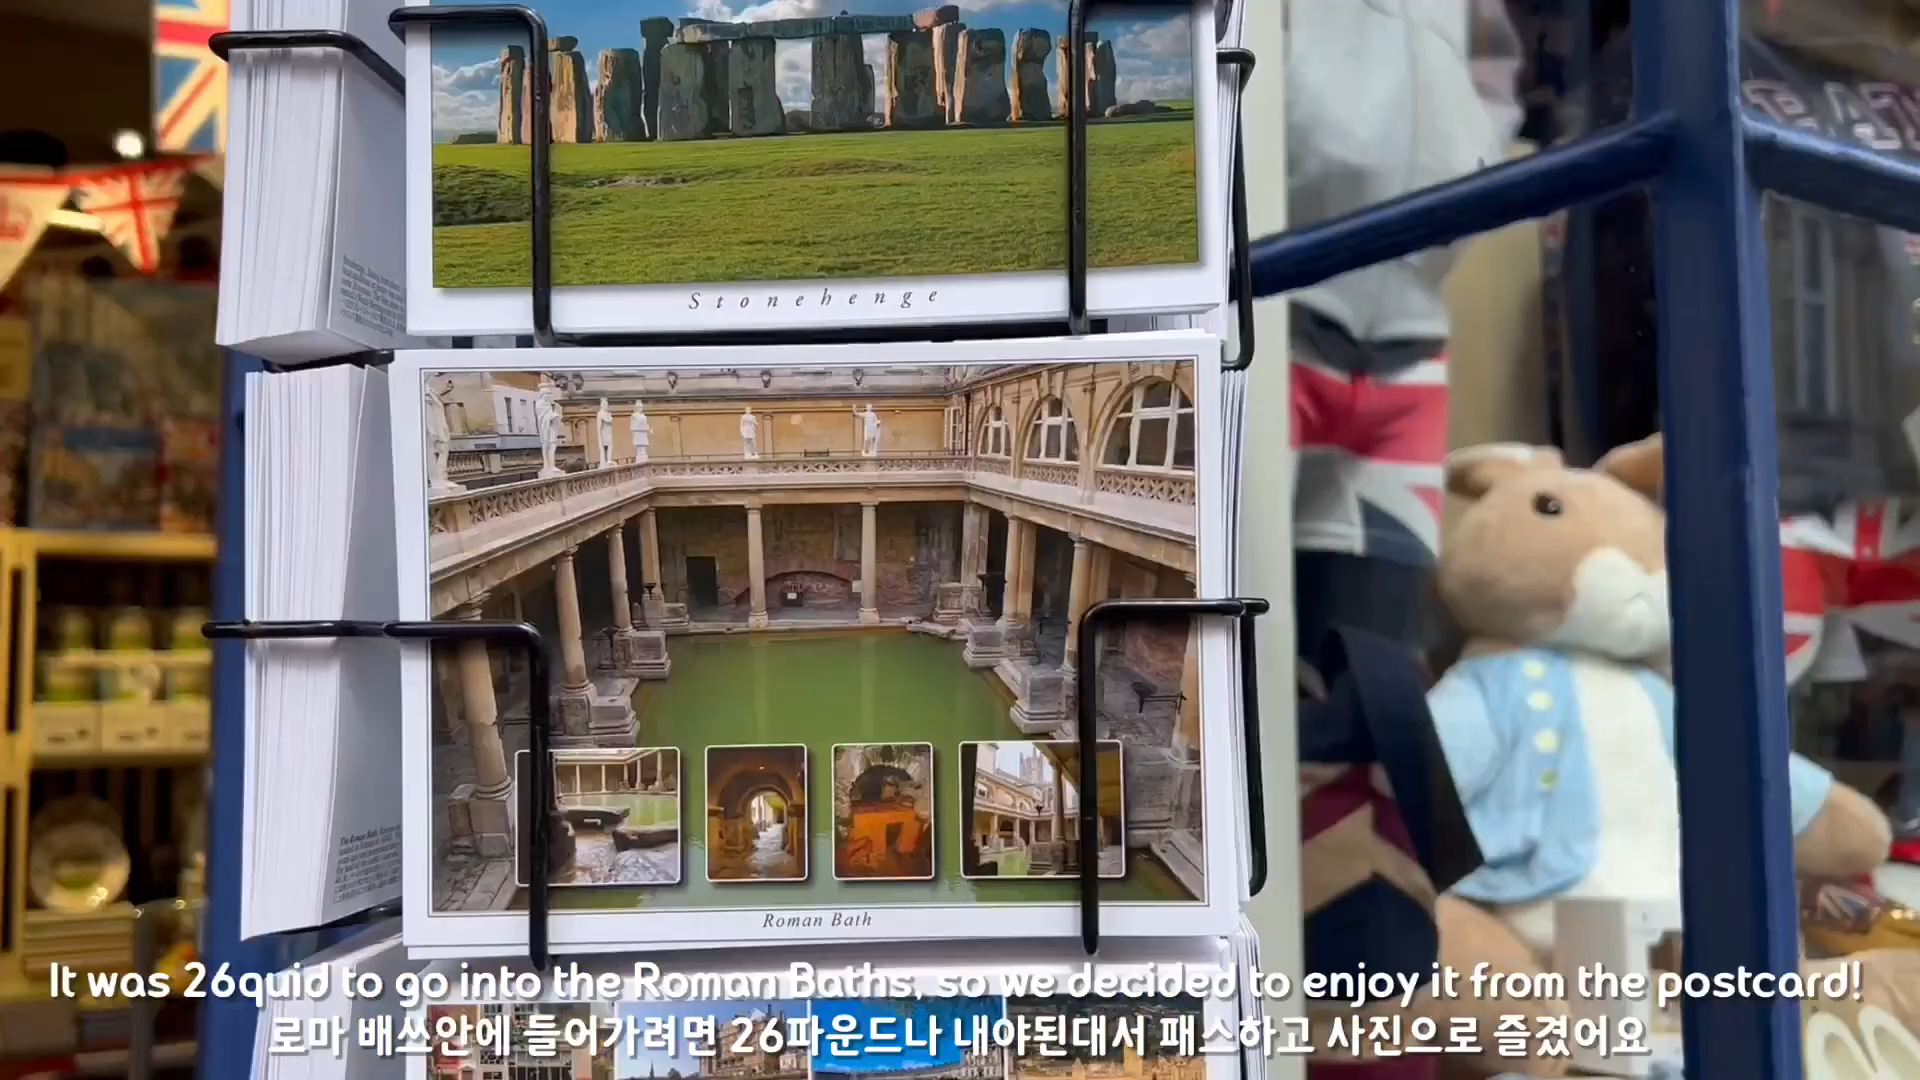 Stonehenge
Roman Bath
It was 26quid to go into the Roman Baths, so we decided to enjoy it from the postcard!
로마 배쓰안에 들어가려면 26파운드나 내야된대서 패스하고 사진으로 즐겼어요